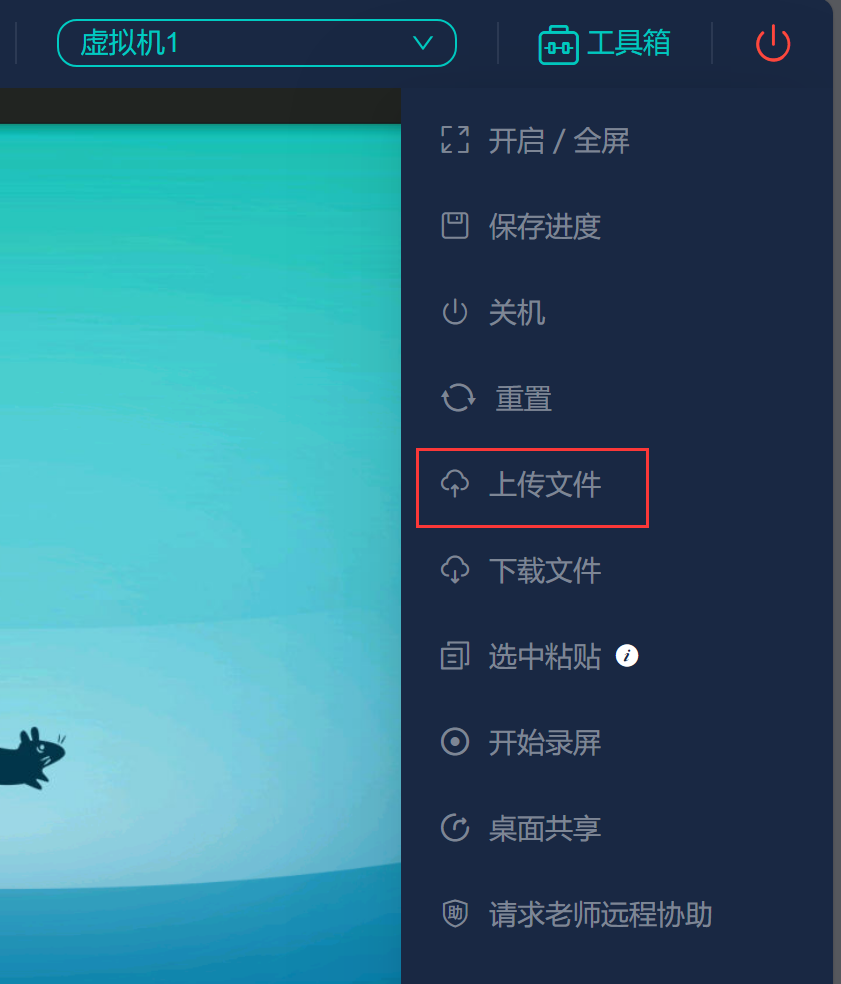 虚拟机1
工具箱
开启 / 全屏
保存进度
关机
重置
上传文件
下载文件
选中粘贴 i
开始录屏
桌面共享
助 请求老师远程协助